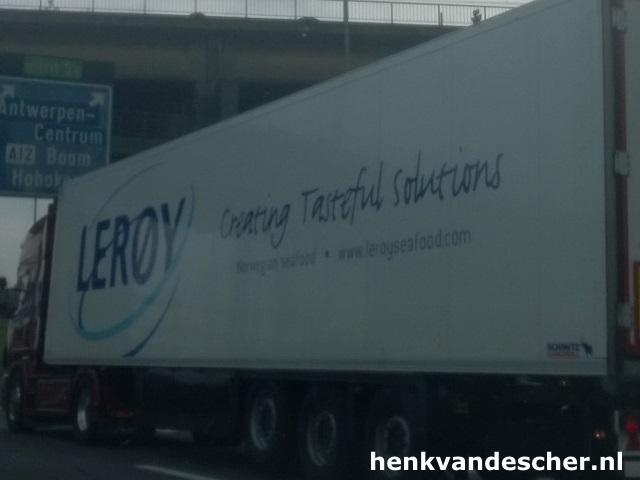 Antwerpen-
Centrum
A12 Boom
LERØY
Creating Tasteful Solutions
Norwegian seafood • www.leroyseafood.com
SCHMITZ
henkvandescher.nl